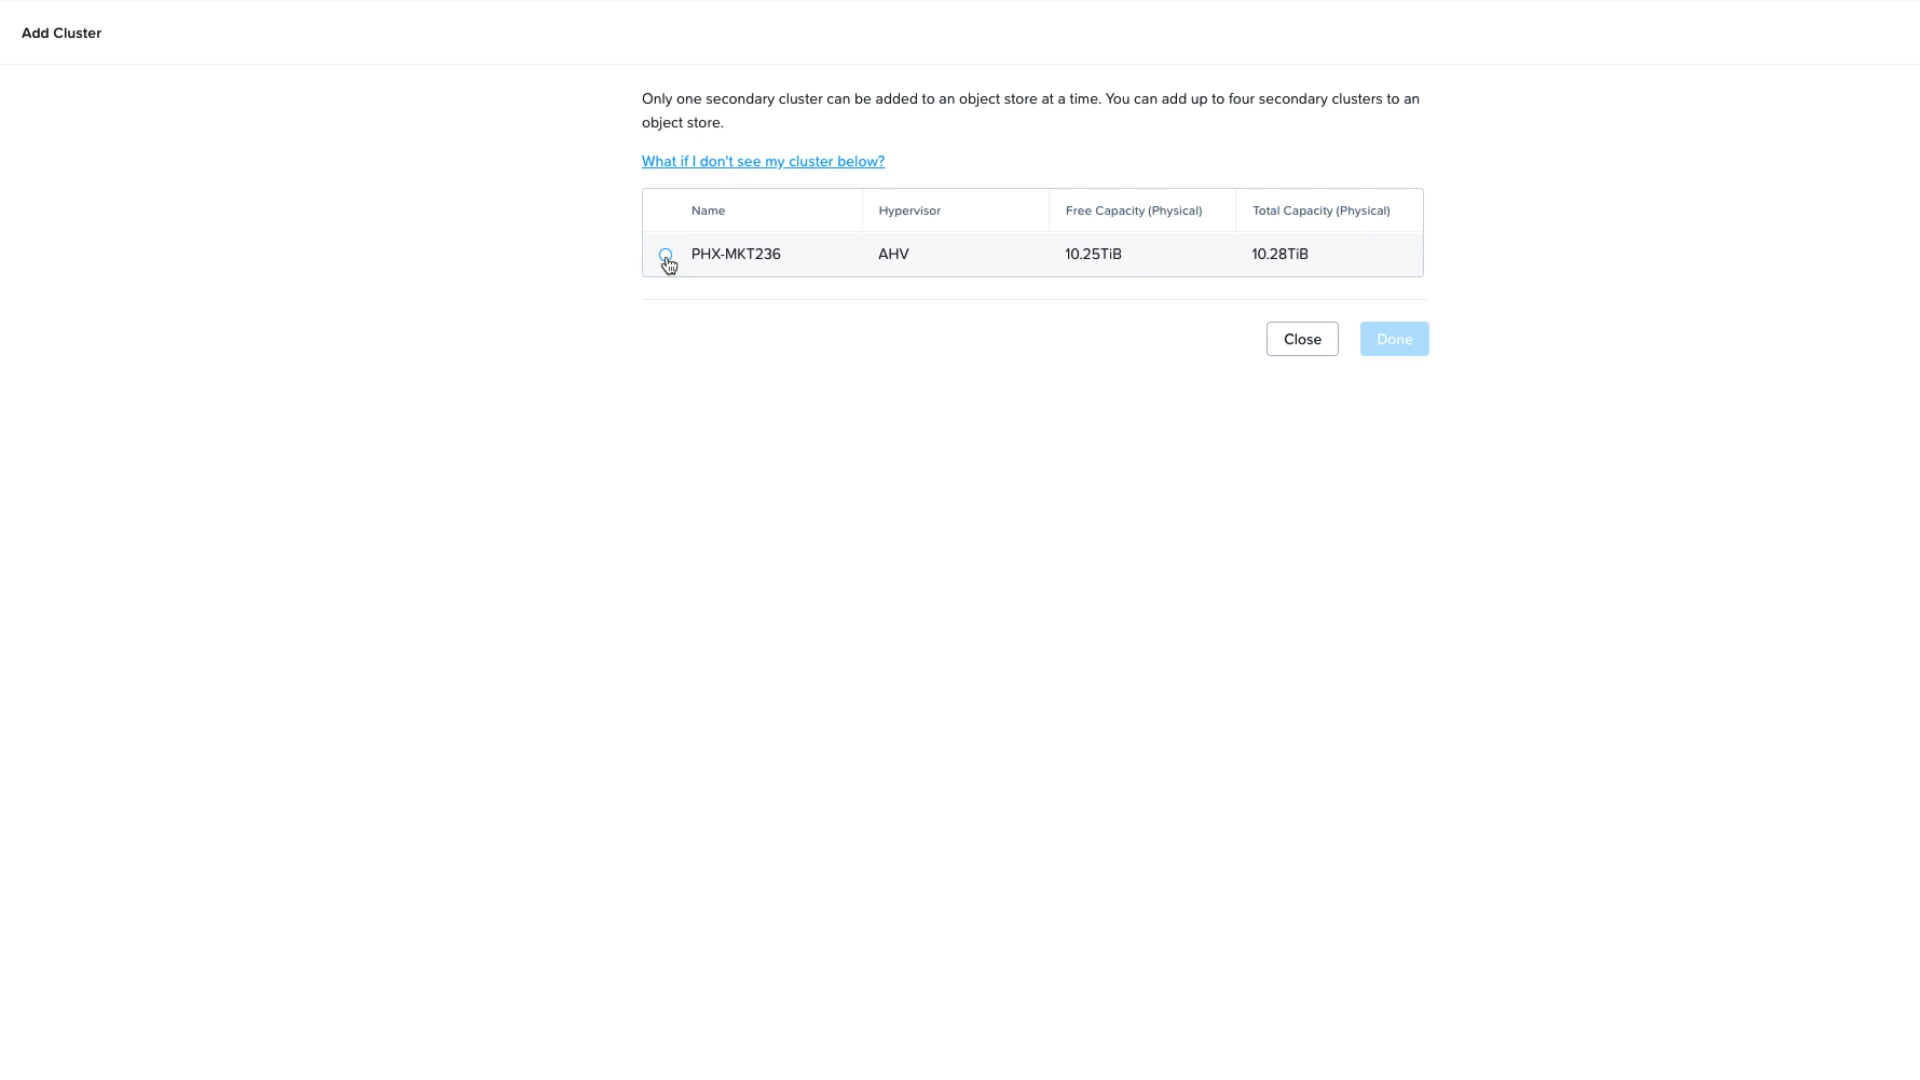 Add Cluster
Only one secondary cluster can be added to an object store at a time. You can add up to four secondary clusters to an
object store.
What if I don't see my cluster below?
Name Hypervisor Free Capacity (Physical) Total Capacity (Physical)
PHX-MKT236 AHV 10.25TiB 10.28TiB
Close Done